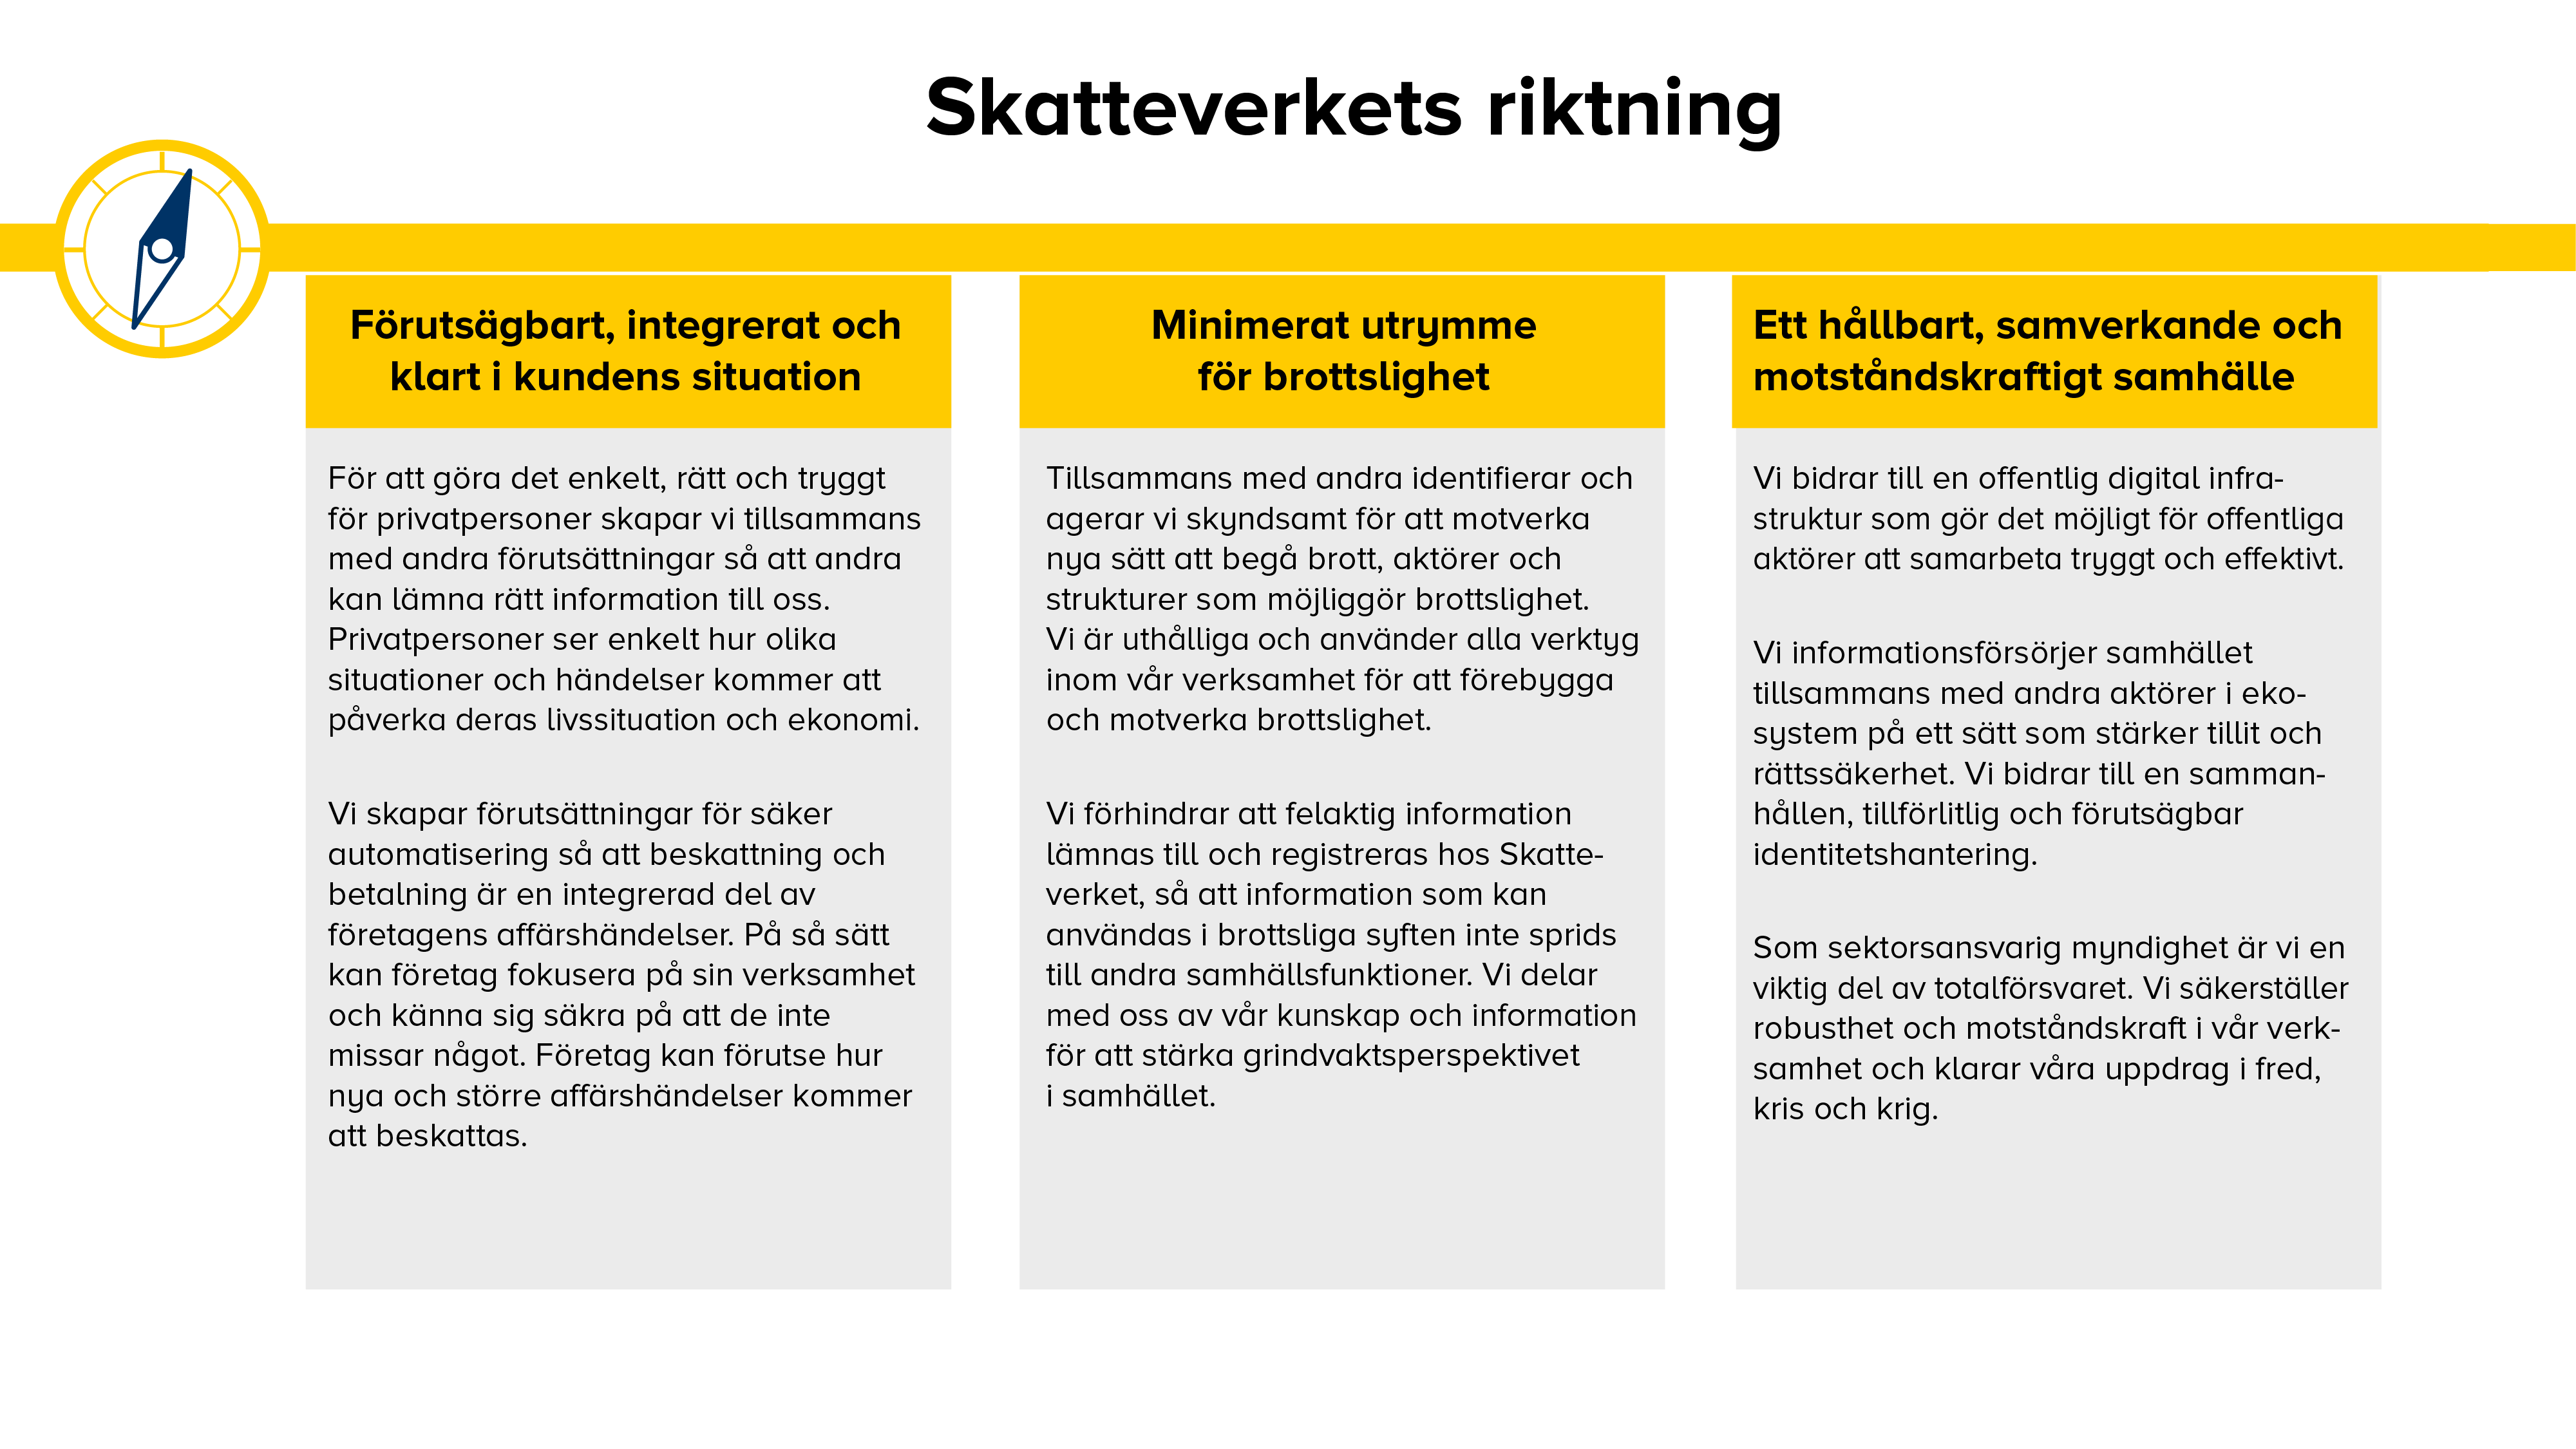 Skatteverkets riktning
Förutsägbart, integrerat och
klart i kundens situation
För att göra det enkelt, rätt och tryggt
för privatpersoner skapar vi tillsammans
med andra förutsättningar så att andra
kan lämna rätt information till oss.
Privatpersoner ser enkelt hur olika
situationer och händelser kommer att
påverka deras livssituation och ekonomi.
Vi skapar förutsättningar för säker
automatisering så att beskattning och
betalning är en integrerad del av
företagens affärshändelser. På så sätt
kan företag fokusera på sin verksamhet
och känna sig säkra på att de inte
missar något. Företag kan förutse hur
nya och större affärshändelser kommer
att beskattas.
Minimerat utrymme
för brottslighet
Tillsammans med andra identifierar och
agerar vi skyndsamt för att motverka
nya sätt att begå brott, aktörer och
strukturer som möjliggör brottslighet.
Vi är uthålliga och använder alla verktyg
inom vår verksamhet för att förebygga
och motverka brottslighet.
Vi förhindrar att felaktig information
lämnas till och registreras hos Skatte-
verket, så att information som kan
användas i brottsliga syften inte sprids
till andra samhällsfunktioner. Vi delar
med oss av vår kunskap och information
för att stärka grindvaktsperspektivet
i samhället.
Ett hållbart, samverkande och
motståndskraftigt samhälle
Vi bidrar till en offentlig digital infra-
struktur som gör det möjligt för offentliga
aktörer att samarbeta tryggt och effektivt.
Vi informationsförsörjer samhället
tillsammans med andra aktörer i eko-
system på ett sätt som stärker tillit och
rättssäkerhet. Vi bidrar till en samman-
hållen, tillförlitlig och förutsägbar
identitetshantering.
Som sektorsansvarig myndighet är vi en
viktig del av totalförsvaret. Vi säkerställer
robusthet och motståndskraft i vår verk-
samhet och klarar våra uppdrag i fred,
kris och krig.